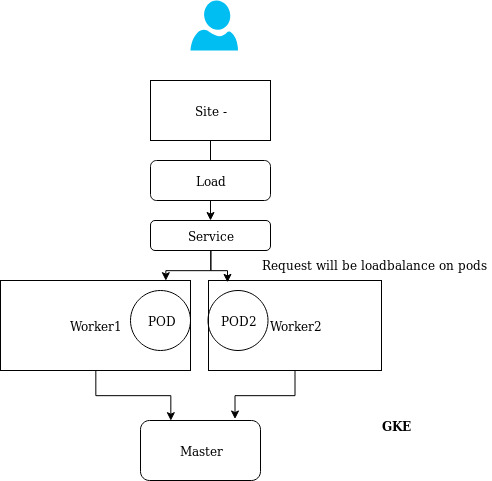 Site -
Load
Service
Request will be loadbalance on pods
Worker1
POD
POD2
Worker2
GKE
Master